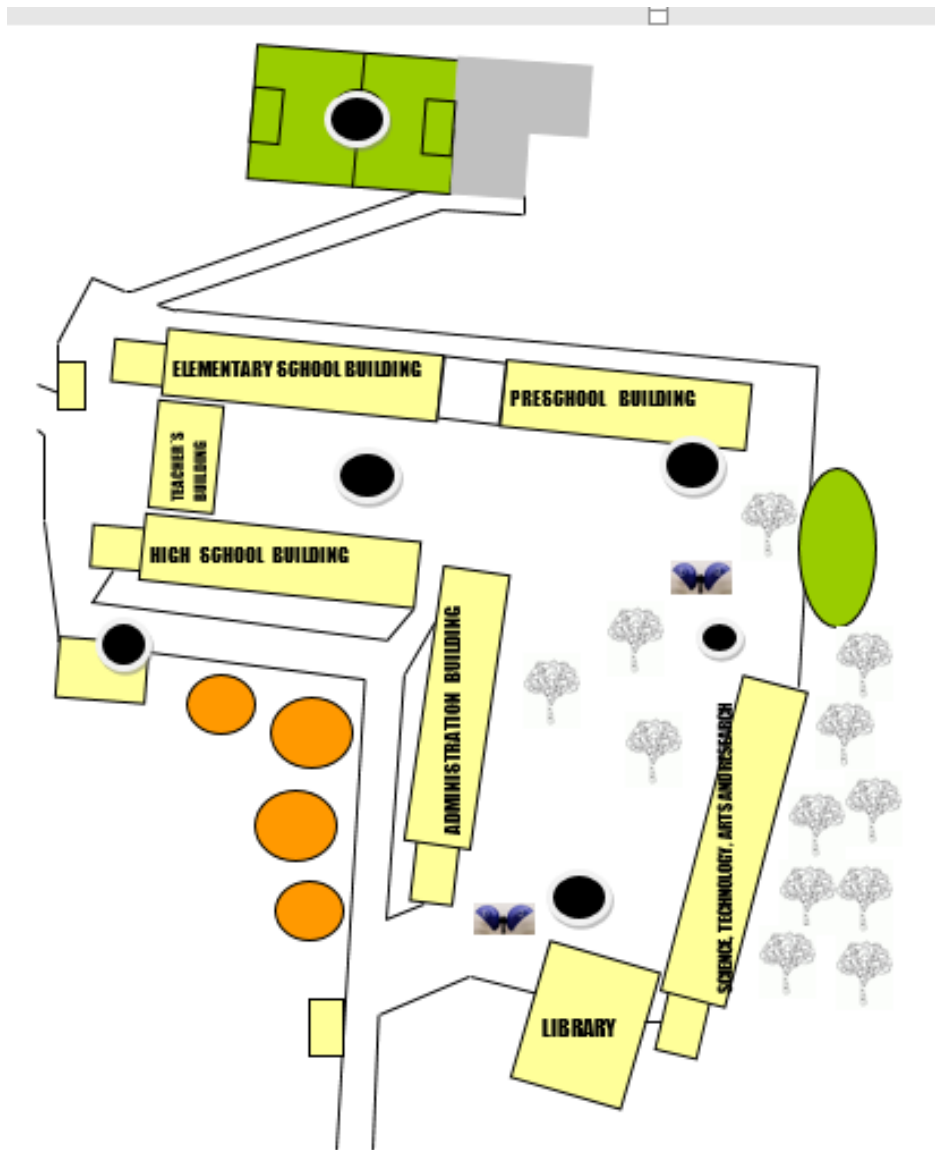 ELEMENTARY SCHOOL BUILDING
PRESCHOOL BUILDING
TEACHER´S
BUILDING
HIGH SCHOOL BUILDING
ADMINISTRATION BUILDING
SCIENCE, TECHNOLOGY, ARTS AND RESEARCH
LIBRARY